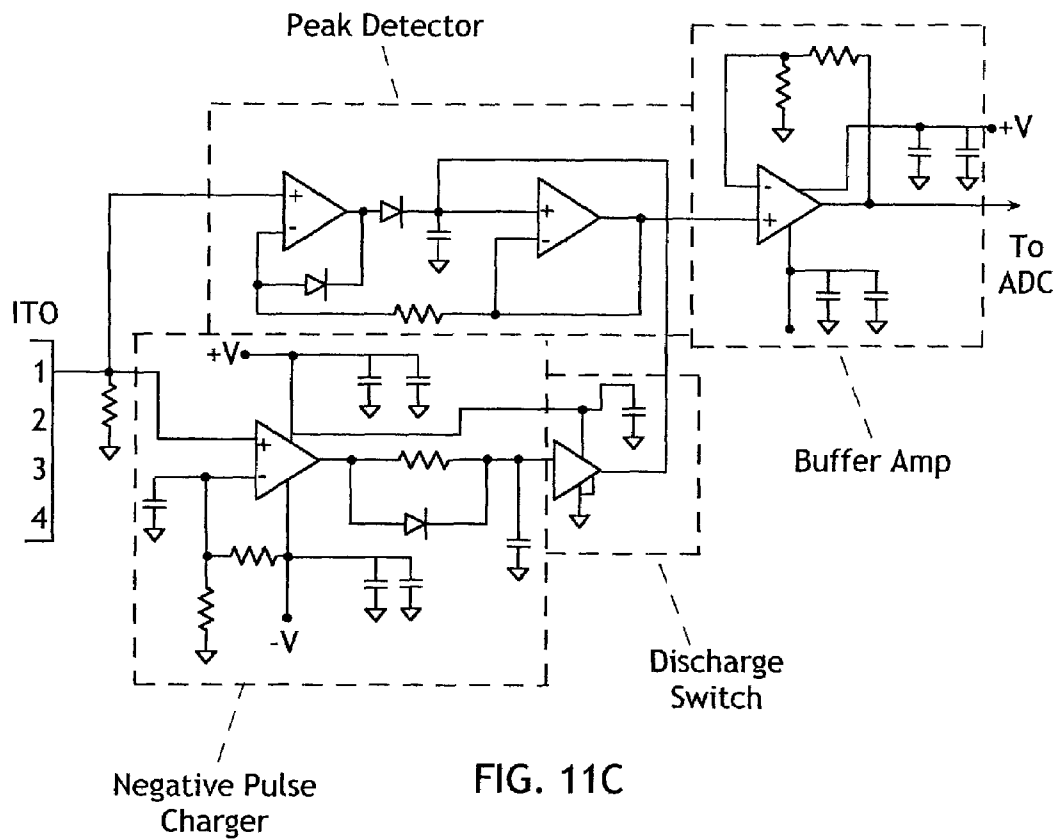 Peak Detector
+V
To
ADC
ITO
1
2
3
4
+V
-V
Buffer Amp
Discharge
Switch
Negative Pulse
Charger
FIG. 11C
+
-
+
-
-
+
+
-